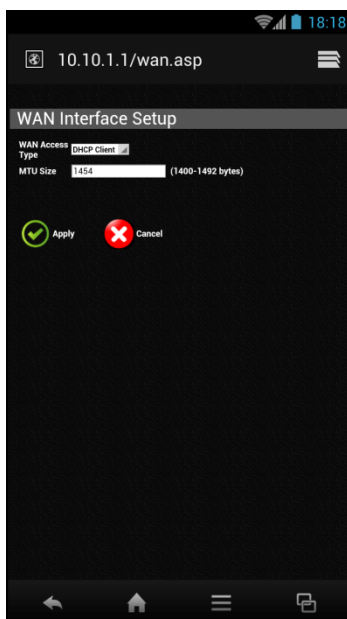 18:18
10.10.1.1/wan.asp
WAN Interface Setup
WAN Access Type DHCP Client
MTU Size 1454 (1400-1492 bytes)
Apply Cancel